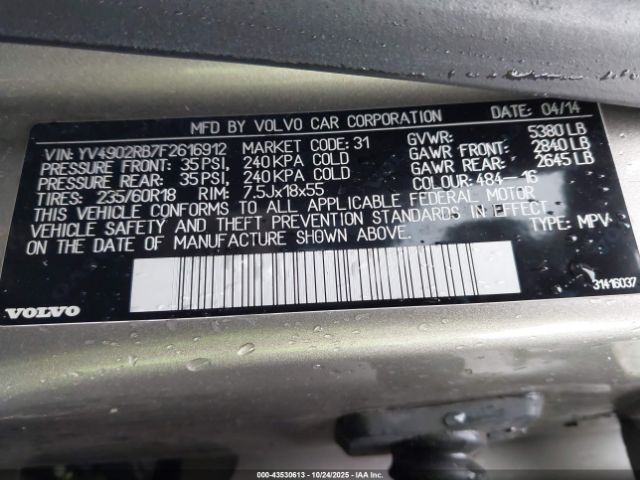 MFD BY VOLVO CAR CORPORATION DATE: 04/14
VIN: YV4902RB7F2616912 MARKET CODE: 31 GVWR: 5380 LB
PRESSURE FRONT: 35 PSI, 240 KPA COLD GAWR FRONT: 2840 LB
PRESSURE REAR: 35 PSI, 240 KPA COLD GAWR REAR: 2645 LB
TIRES: 235/60R18 RIM: 7.5Jx18x55 COLOUR: 484-16
THIS VEHICLE CONFORMS TO ALL APPLICABLE FEDERAL MOTOR
VEHICLE SAFETY AND THEFT PREVENTION STANDARDS IN EFFECT
ON THE DATE OF MANUFACTURE SHOWN ABOVE. TYPE: MPV
VOLVO
31416037
00-43530613 - 10/24/2025 - IAAI.COM